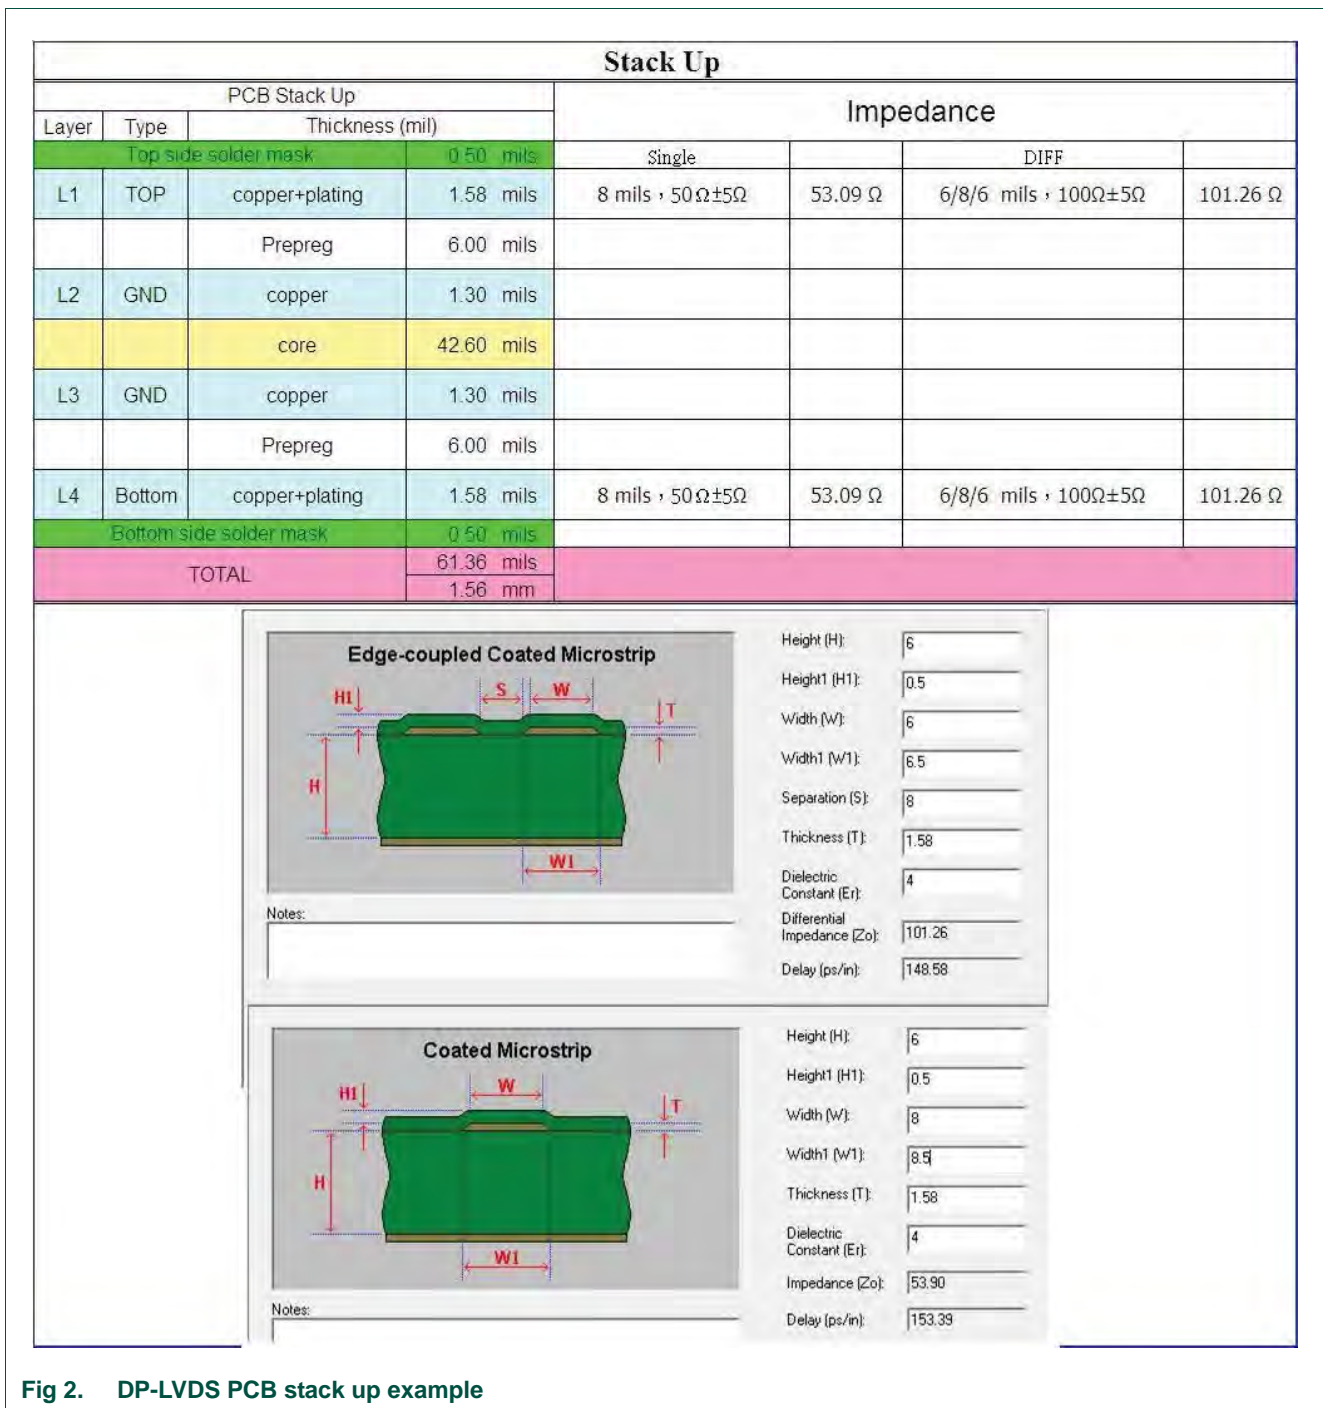 Stack Up
PCB Stack Up
Impedance
Layer Type Thickness (mil)
Top side solder mask 0.50 mils Single DIFF
L1 TOP copper+plating 1.58 mils 8 mils，50Ω±5Ω 53.09 Ω 6/8/6 mils，100Ω±5Ω 101.26 Ω
Prepreg 6.00 mils
L2 GND copper 1.30 mils
core 42.60 mils
L3 GND copper 1.30 mils
Prepreg 6.00 mils
L4 Bottom copper+plating 1.58 mils 8 mils，50Ω±5Ω 53.09 Ω 6/8/6 mils，100Ω±5Ω 101.26 Ω
Bottom side solder mask 0.50 mils
TOTAL 61.36 mils
1.56 mm
Edge-coupled Coated Microstrip
H1 S W T
H
W1
Notes:
Height (H): 6
Height1 (H1): 0.5
Width (W): 6
Width1 (W1): 6.5
Separation (S): 8
Thickness (T): 1.58
Dielectric
Constant (Er): 4
Differential
Impedance (Zo): 101.26
Delay (ps/in): 148.58
Coated Microstrip
H1 W T
H
W1
Notes:
Height (H): 6
Height1 (H1): 0.5
Width (W): 8
Width1 (W1): 8.5
Thickness (T): 1.58
Dielectric
Constant (Er): 4
Impedance (Zo): 53.90
Delay (ps/in): 153.39
Fig 2. DP-LVDS PCB stack up example